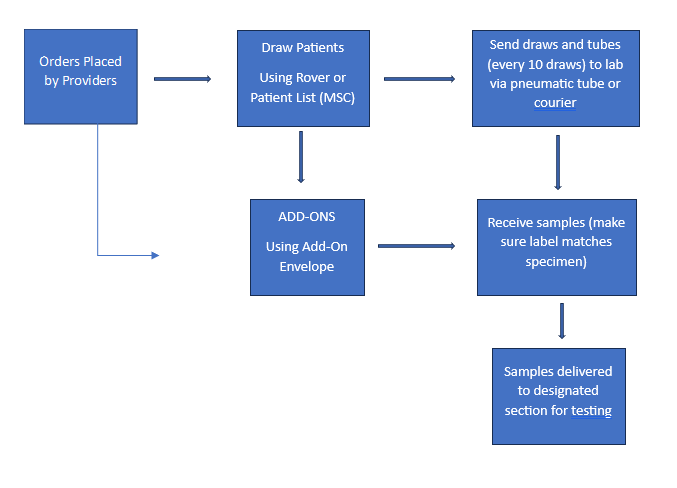 Orders Placed
by Providers
Draw Patients
Using Rover or
Patient List (MSC)
Send draws and tubes
(every 10 draws) to lab
via pneumatic tube or
courier
ADD-ONS
Using Add-On
Envelope
Receive samples (make
sure label matches
specimen)
Samples delivered
to designated
section for testing